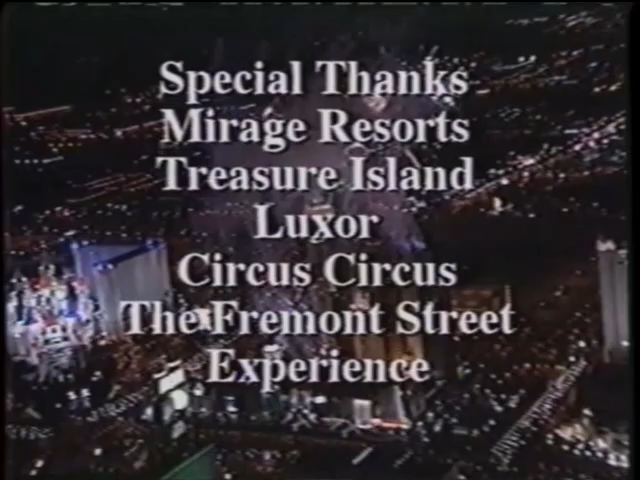 Special Thanks
Mirage Resorts
Treasure Island
Luxor
Circus Circus
The Fremont Street
Experience